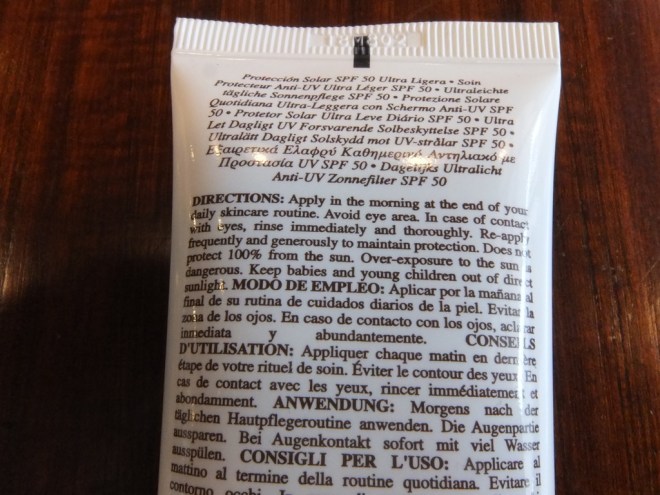 Protección Solar SPF 50 Ultra Ligera • Soin
Protecteur Anti-UV Ultra Léger SPF 50 • Ultraleichte
tägliche Sonnenpflege SPF 50 • Protezione Solare
Quotidiana Ultra-Leggera con Schermo Anti-UV SPF
50 • Protetor Solar Ultra Leve Diário SPF 50 • Ultra
Let Dagligt UV Forsvarende Solbeskyttelse SPF 50 •
Ultralätt Dagligt Solskydd mot UV-strålar SPF 50 •
Εξαιρετικά Ελαφρύ Καθημερινό Αντηλιακό με
Προστασία UV SPF 50 • Dagelijks Ultralicht
Anti-UV Zonnefilter SPF 50
DIRECTIONS: Apply in the morning at the end of your
daily skincare routine. Avoid eye area. In case of contact
with eyes, rinse immediately and thoroughly. Re-apply
frequently and generously to maintain protection. Does not
protect 100% from the sun. Over-exposure to the sun is
dangerous. Keep babies and young children out of direct
sunlight. MODO DE EMPLEO: Aplicar por la mañana al
final de su rutina de cuidados diarios de la piel. Evitar la
zona de los ojos. En caso de contacto con los ojos, aclarar
inmediata y abundantemente. CONSEILS
D'UTILISATION: Appliquer chaque matin en dernière
étape de votre rituel de soin. Éviter le contour des yeux. En
cas de contact avec les yeux, rincer immédiatement et
abondamment. ANWENDUNG: Morgens nach der
täglichen Hautpflegeroutine anwenden. Die Augenpartie
aussparen. Bei Augenkontakt sofort mit viel Wasser
ausspülen. CONSIGLI PER L'USO: Applicare al
mattino al termine della routine quotidiana. Evitare il
contorno occhi.